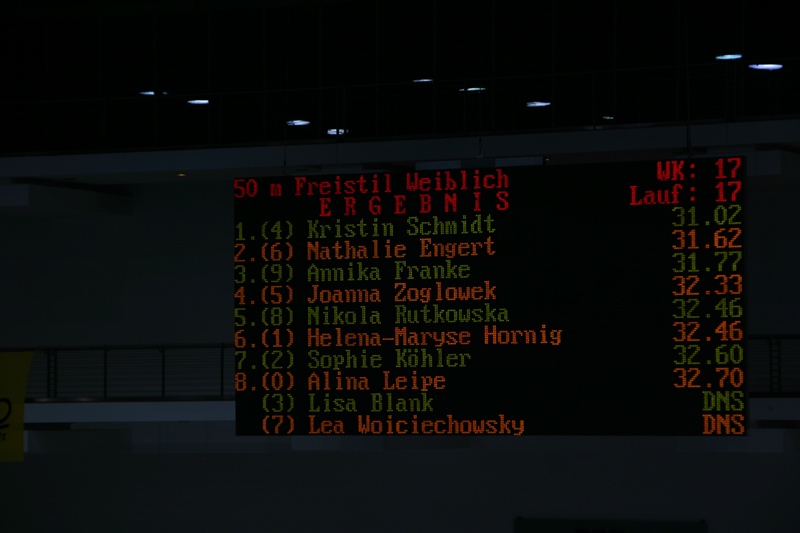 50 m Freistil Weiblich WK: 17
E R G E B N I S Lauf: 17
1.(4) Kristin Schmidt 31.02
2.(6) Nathalie Engert 31.62
3.(9) Annika Franke 31.77
4.(5) Joanna Zoglowek 32.33
5.(8) Nikola Rutkowska 32.46
6.(1) Helena-Maryse Hornig 32.46
7.(2) Sophie Köhler 32.60
8.(0) Alina Leipe 32.70
(3) Lisa Blank DNS
(7) Lea Woiciechowsky DNS